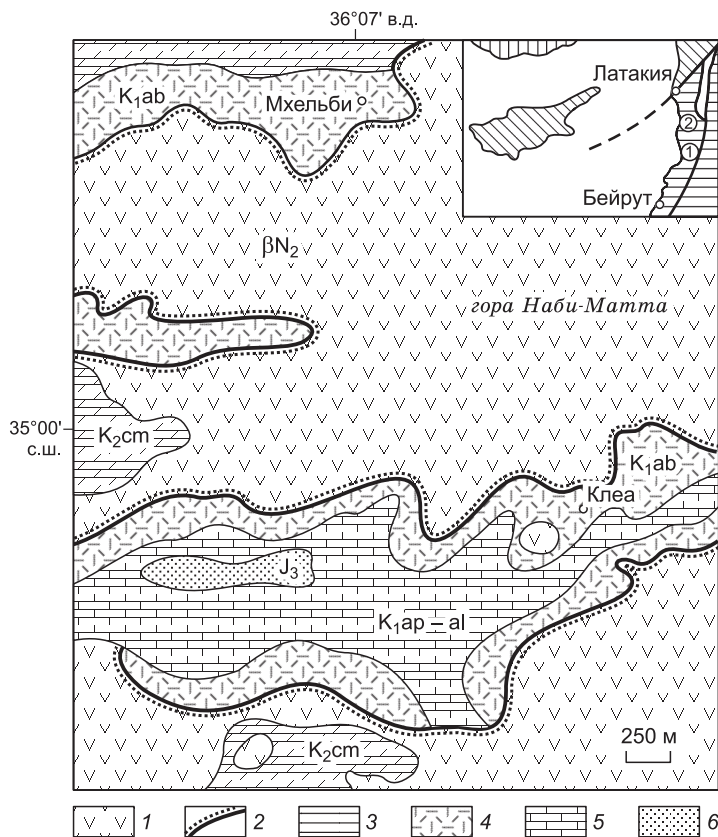 36°07' в.д.
Латакия
K₁ab
Мхельби
2
1
Бейрут
βN₂
гора Наби-Матта
35°00'
с.ш.
K₂cm
K₁ab
Клеа
J₃
K₁ap – al
250 м
K₂cm
1 2 3 4 5 6